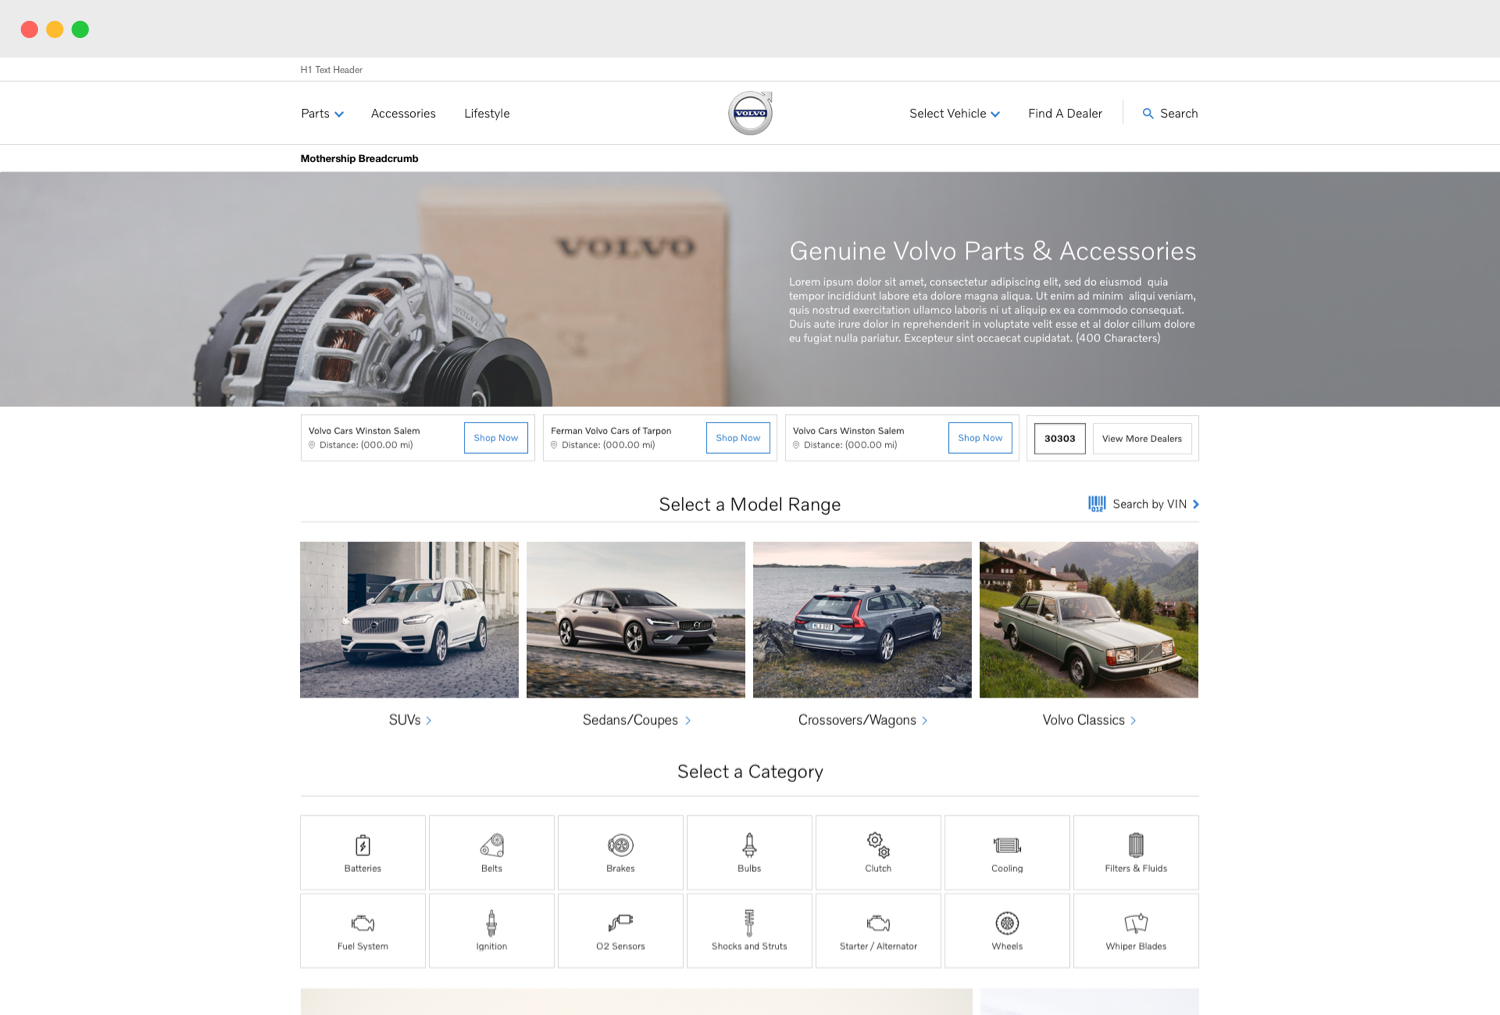 H1 Text Header
Parts Accessories Lifestyle VOLVO Select Vehicle Find A Dealer Search
Mothership Breadcrumb
VOLVO
VOLVO
Genuine Volvo Parts & Accessories
Lorem ipsum dolor sit amet, consectetur adipiscing elit, sed do eiusmod quia
tempor incididunt labore eta dolore magna aliqua. Ut enim ad minim aliqui veniam,
quis nostrud exercitation ullamco laboris ni ut aliquip ex ea commodo consequat.
Duis aute irure dolor in reprehenderit in voluptate velit esse et al dolor cillum dolore
eu fugiat nulla pariatur. Excepteur sint occaecat cupidatat. (400 Characters)
Volvo Cars Winston Salem
Distance: (000.00 mi)
Shop Now
Ferman Volvo Cars of Tarpon
Distance: (000.00 mi)
Shop Now
Volvo Cars Winston Salem
Distance: (000.00 mi)
Shop Now
30303 View More Dealers
Select a Model Range
012 Search by VIN
SUVs Sedans/Coupes Crossovers/Wagons Volvo Classics
Select a Category
Batteries Belts Brakes Bulbs Clutch Cooling Filters & Fluids
Fuel System Ignition O2 Sensors Shocks and Struts Starter / Alternator Wheels Whiper Blades